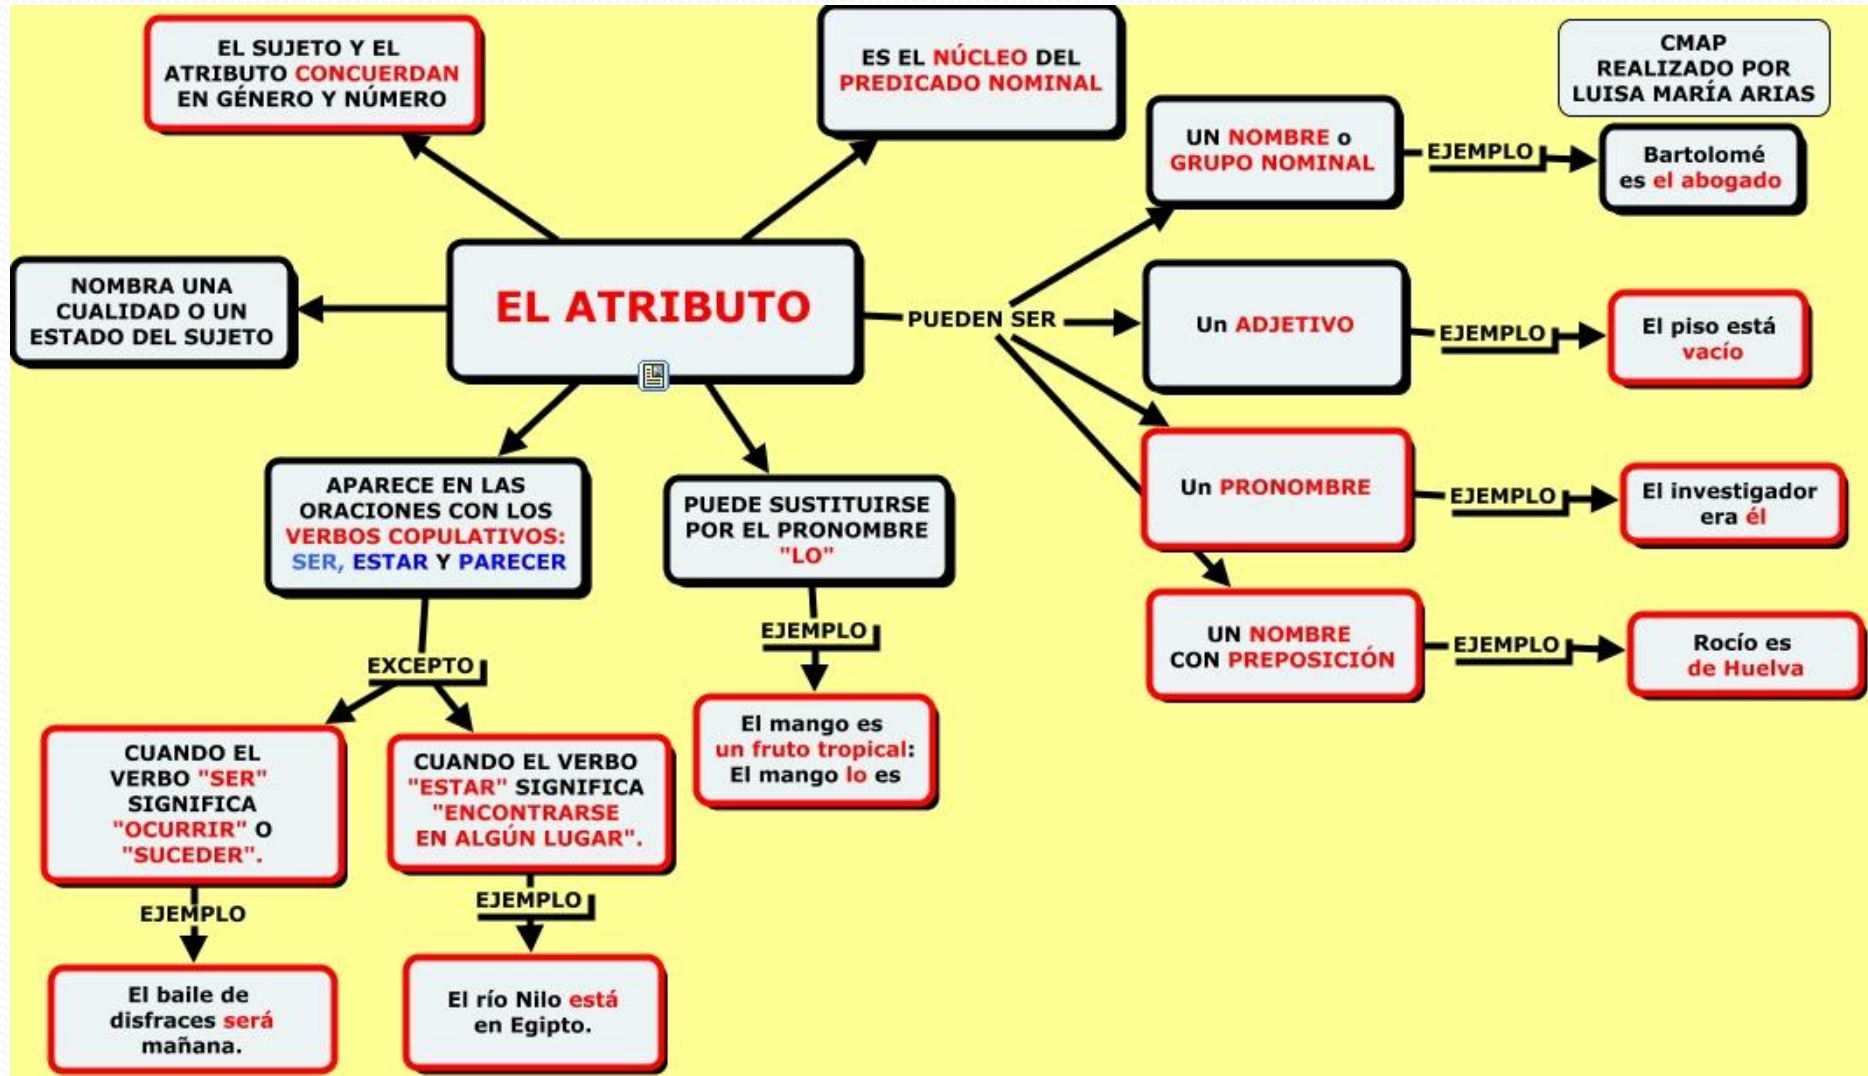 EL SUJETO Y EL
ATRIBUTO CONCUERDAN
EN GÉNERO Y NÚMERO
ES EL NÚCLEO DEL
PREDICADO NOMINAL
CMAP
REALIZADO POR
LUISA MARÍA ARIAS
UN NOMBRE o
GRUPO NOMINAL
EJEMPLO
Bartolomé
es el abogado
NOMBRA UNA
CUALIDAD O UN
ESTADO DEL SUJETO
EL ATRIBUTO
PUEDEN SER
Un ADJETIVO
EJEMPLO
El piso está
vacío
Un PRONOMBRE
EJEMPLO
El investigador
era él
UN NOMBRE
CON PREPOSICIÓN
EJEMPLO
Rocío es
de Huelva
APARECE EN LAS
ORACIONES CON LOS
VERBOS COPULATIVOS:
SER, ESTAR Y PARECER
PUEDE SUSTITUIRSE
POR EL PRONOMBRE
"LO"
EJEMPLO
El mango es
un fruto tropical:
El mango lo es
EXCEPTO
CUANDO EL
VERBO "SER"
SIGNIFICA
"OCURRIR" O
"SUCEDER".
EJEMPLO
El baile de
disfraces será
mañana.
CUANDO EL VERBO
"ESTAR" SIGNIFICA
"ENCONTRARSE
EN ALGÚN LUGAR".
EJEMPLO
El río Nilo está
en Egipto.